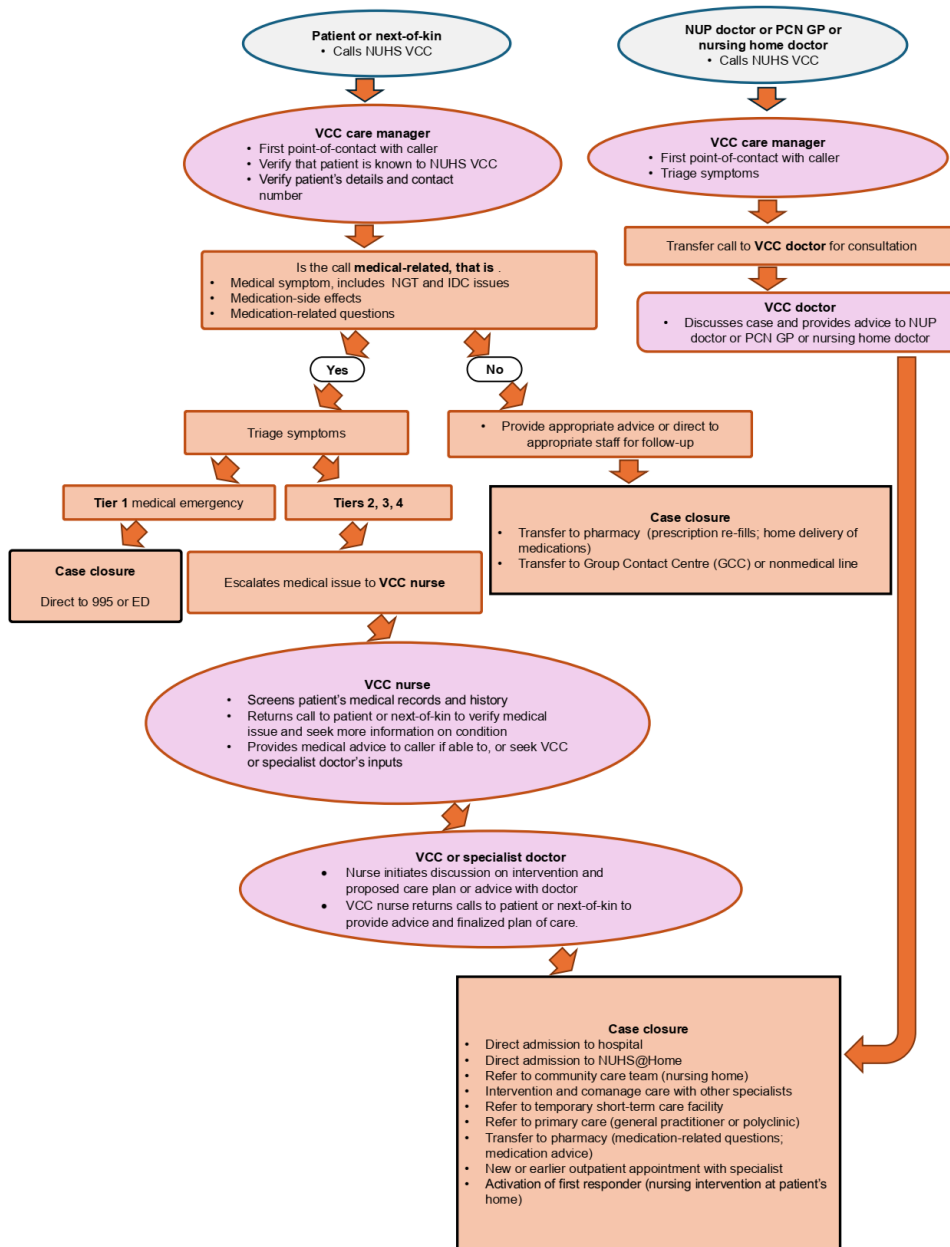 Patient or next-of-kin
• Calls NUHS VCC
NUP doctor or PCN GP or
nursing home doctor
• Calls NUHS VCC
VCC care manager
• First point-of-contact with caller
• Verify that patient is known to NUHS VCC
• Verify patient's details and contact
number
VCC care manager
• First point-of-contact with caller
• Triage symptoms
Transfer call to VCC doctor for consultation
Is the call medical-related, that is .
• Medical symptom, includes NGT and IDC issues
• Medication-side effects
• Medication-related questions
VCC doctor
• Discusses case and provides advice to NUP
doctor or PCN GP or nursing home doctor
Yes
No
Triage symptoms
• Provide appropriate advice or direct to
appropriate staff for follow-up
Tier 1 medical emergency
Tiers 2, 3, 4
Case closure
• Transfer to pharmacy (prescription re-fills; home delivery of
medications)
• Transfer to Group Contact Centre (GCC) or nonmedical line
Case closure
Direct to 995 or ED
Escalates medical issue to VCC nurse
VCC nurse
• Screens patient's medical records and history
• Returns call to patient or next-of-kin to verify medical
issue and seek more information on condition
• Provides medical advice to caller if able to, or seek VCC
or specialist doctor's inputs
VCC or specialist doctor
• Nurse initiates discussion on intervention and
proposed care plan or advice with doctor
• VCC nurse returns calls to patient or next-of-kin to
provide advice and finalized plan of care.
Case closure
• Direct admission to hospital
• Direct admission to NUHS@Home
• Refer to community care team (nursing home)
• Intervention and comanage care with other specialists
• Refer to temporary short-term care facility
• Refer to primary care (general practitioner or polyclinic)
• Transfer to pharmacy (medication-related questions;
medication advice)
• New or earlier outpatient appointment with specialist
• Activation of first responder (nursing intervention at patient's
home)